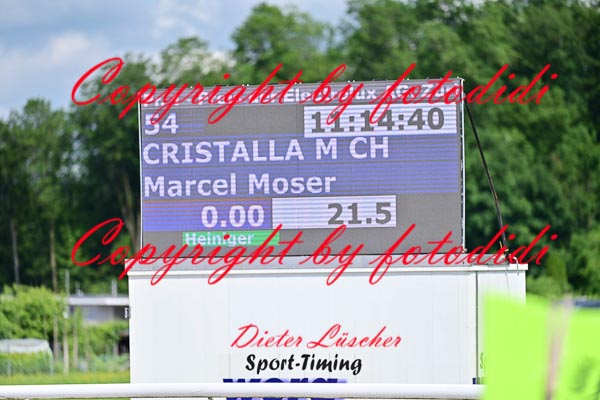 Copyright by fotodidi
54 11:14:40
CRISTALLA M CH
Marcel Moser
0.00 21.5
Heiniger
Copyright by fotodidi
Dieter Lüscher
Sport-Timing